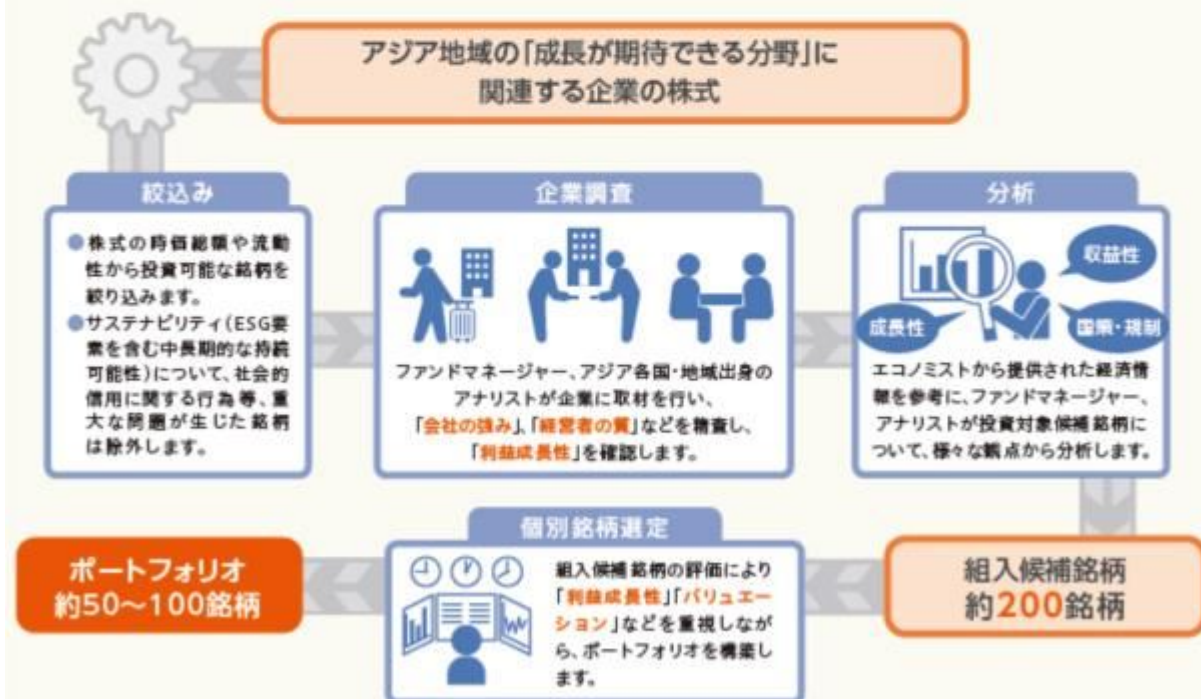 アジア地域の「成長が期待できる分野」に
関連する企業の株式
絞込み
●株式の時価総額や流動
性から投資可能な銘柄を
絞り込みます。
●サステナビリティ(ESG要
素を含む中長期的な持続
可能性)について、社会的
信用に関する行為等、重
大な問題が生じた銘柄
は除外します。
企業調査
ファンドマネージャー、アジア各国・地域出身の
アナリストが企業に取材を行い、
「会社の強み」、「経営者の質」などを精査し、
「利益成長性」を確認します。
分析
収益性
成長性
国策・規制
エコノミストから提供された経済情
報を参考に、ファンドマネージャー、
アナリストが投資対象候補銘柄に
ついて、様々な観点から分析します。
組入候補銘柄
約200銘柄
個別銘柄選定
組入候補銘柄の評価により
「利益成長性」「バリュエー
ション」などを重視しなが
ら、ポートフォリオを構築し
ます。
ポートフォリオ
約50～100銘柄